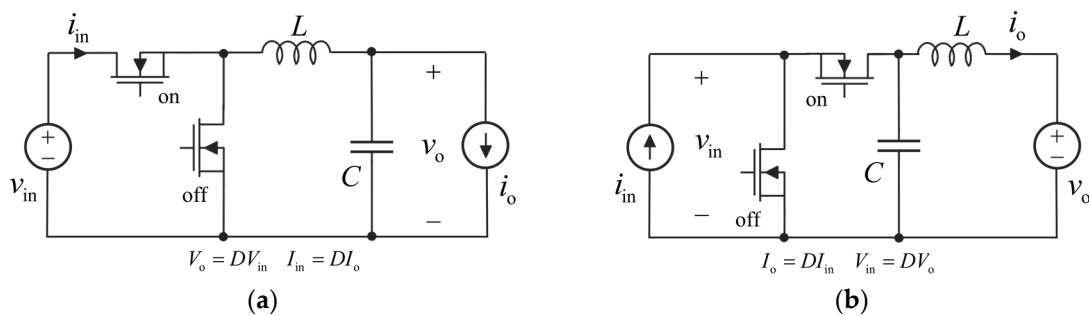 i_in
L
on
+
−
v_in
off
C
+
v_o
−
i_o
V_o = DV_in  I_in = DI_o
(a)
L
i_o
on
+
v_in
−
i_in
off
C
+
−
v_o
I_o = DI_in  V_in = DV_o
(b)